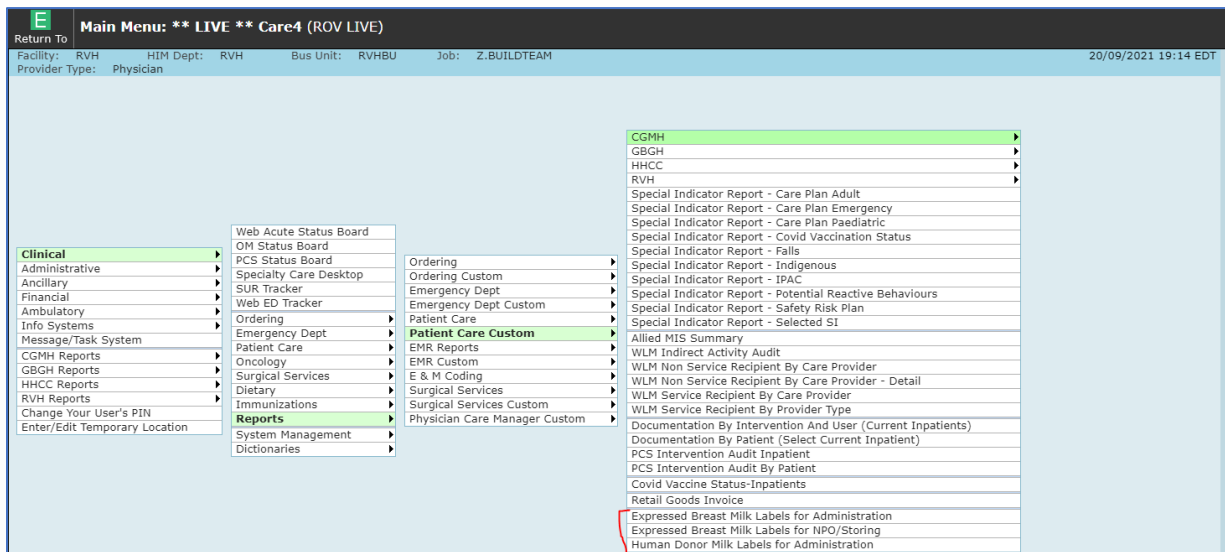 E
Return To
Main Menu: ** LIVE ** Care4 (ROV LIVE)
Facility: RVH HIM Dept: RVH Bus Unit: RVHBU Job: Z.BUILDTEAM 20/09/2021 19:14 EDT
Provider Type: Physician
Clinical
Administrative
Ancillary
Financial
Ambulatory
Info Systems
Message/Task System
CGMH Reports
GBGH Reports
HHCC Reports
RVH Reports
Change Your User's PIN
Enter/Edit Temporary Location
Web Acute Status Board
OM Status Board
PCS Status Board
Specialty Care Desktop
SUR Tracker
Web ED Tracker
Ordering
Emergency Dept
Patient Care
Oncology
Surgical Services
Dietary
Immunizations
Reports
System Management
Dictionaries
Ordering
Ordering Custom
Emergency Dept
Emergency Dept Custom
Patient Care
Patient Care Custom
EMR Reports
EMR Custom
E & M Coding
Surgical Services
Surgical Services Custom
Physician Care Manager Custom
CGMH
GBGH
HHCC
RVH
Special Indicator Report - Care Plan Adult
Special Indicator Report - Care Plan Emergency
Special Indicator Report - Care Plan Paediatric
Special Indicator Report - Covid Vaccination Status
Special Indicator Report - Falls
Special Indicator Report - Indigenous
Special Indicator Report - IPAC
Special Indicator Report - Potential Reactive Behaviours
Special Indicator Report - Safety Risk Plan
Special Indicator Report - Selected SI
Allied MIS Summary
WLM Indirect Activity Audit
WLM Non Service Recipient By Care Provider
WLM Non Service Recipient By Care Provider - Detail
WLM Service Recipient By Care Provider
WLM Service Recipient By Provider Type
Documentation By Intervention And User (Current Inpatients)
Documentation By Patient (Select Current Inpatient)
PCS Intervention Audit Inpatient
PCS Intervention Audit By Patient
Covid Vaccine Status-Inpatients
Retail Goods Invoice
Expressed Breast Milk Labels for Administration
Expressed Breast Milk Labels for NPO/Storing
Human Donor Milk Labels for Administration